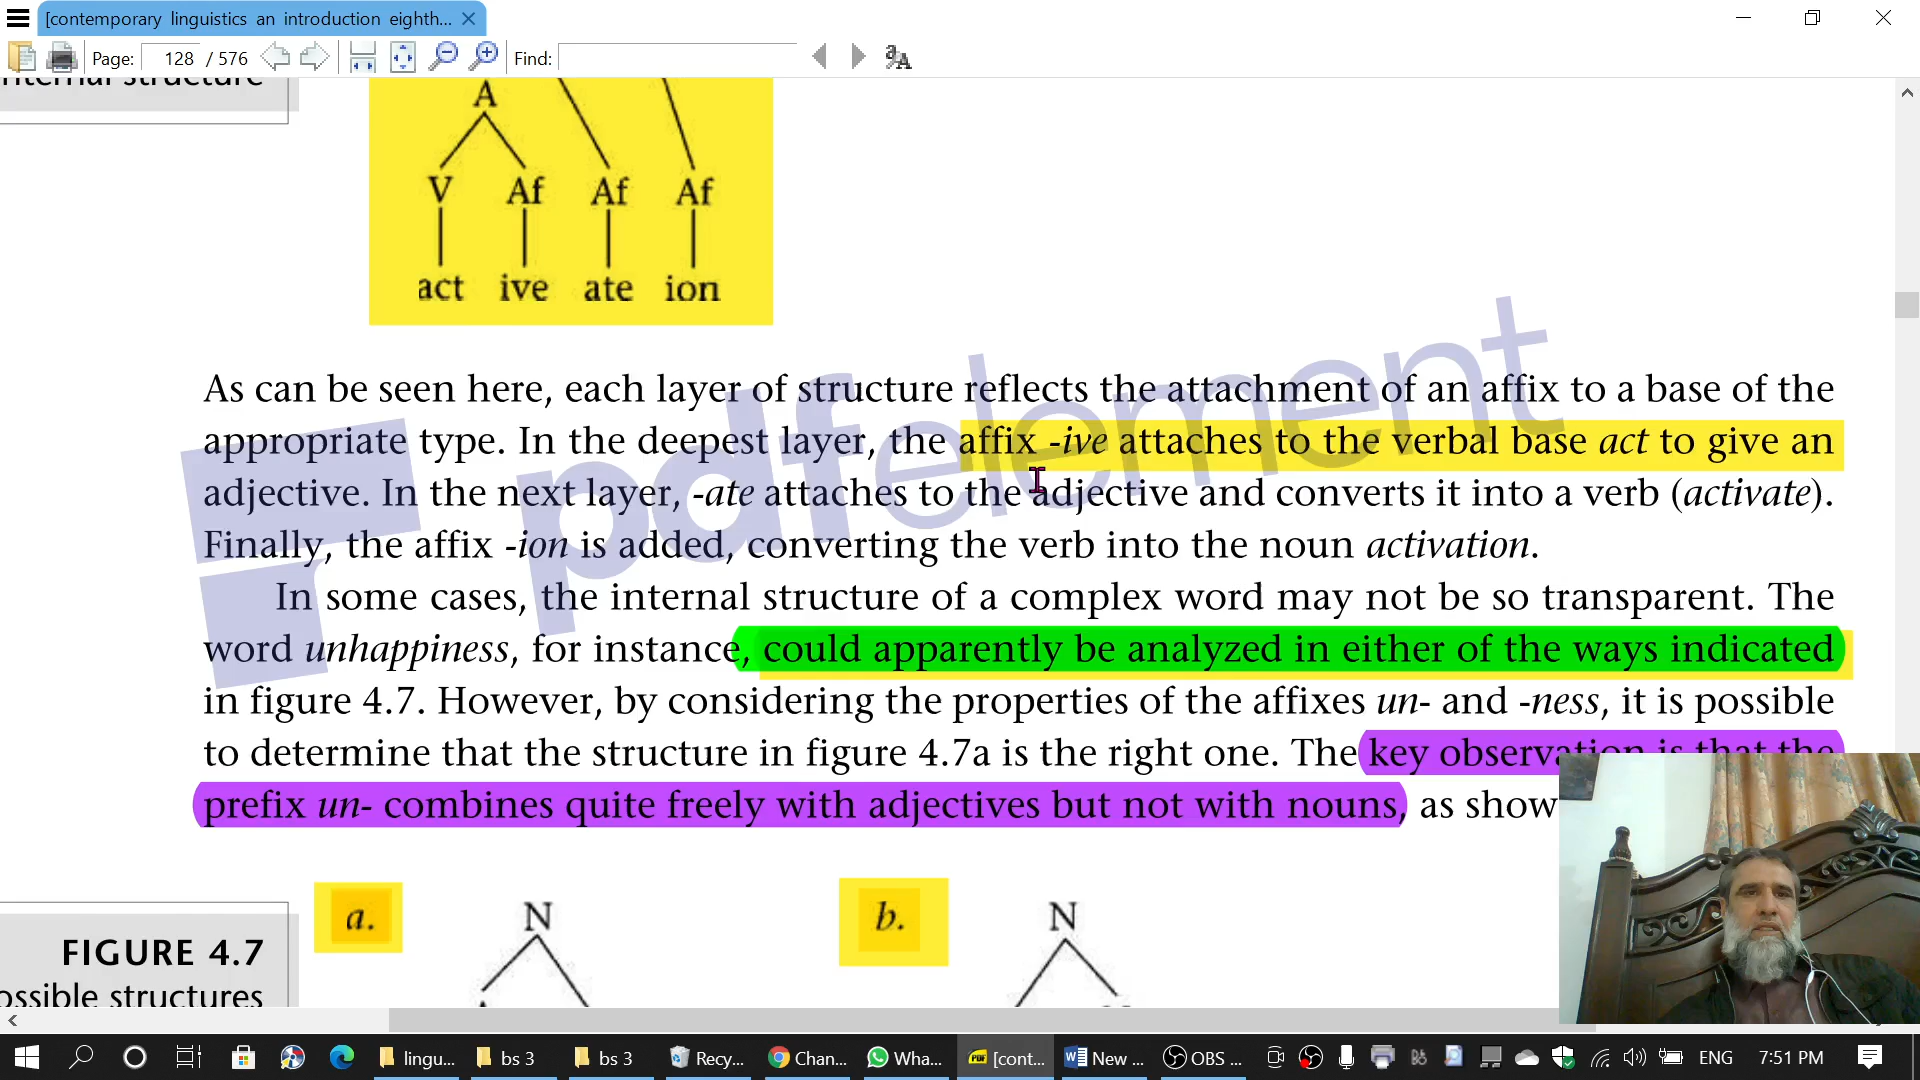 [contemporary linguistics an introduction eighth...
Page: 128 / 576 Find:
internal structure
A
V Af Af Af
act ive ate ion
As can be seen here, each layer of structure reflects the attachment of an affix to a base of the
appropriate type. In the deepest layer, the affix -ive attaches to the verbal base act to give an
adjective. In the next layer, -ate attaches to the adjective and converts it into a verb (activate).
Finally, the affix -ion is added, converting the verb into the noun activation.
In some cases, the internal structure of a complex word may not be so transparent. The
word unhappiness, for instance, could apparently be analyzed in either of the ways indicated
in figure 4.7. However, by considering the properties of the affixes un- and -ness, it is possible
to determine that the structure in figure 4.7a is the right one. The key observation is that the
prefix un- combines quite freely with adjectives but not with nouns, as show
a. N b. N
FIGURE 4.7
ossible structures
pdfelement
lingu... bs 3 bs 3 Recy... Chan... Wha... [cont... New ... OBS ... ENG 7:51 PM